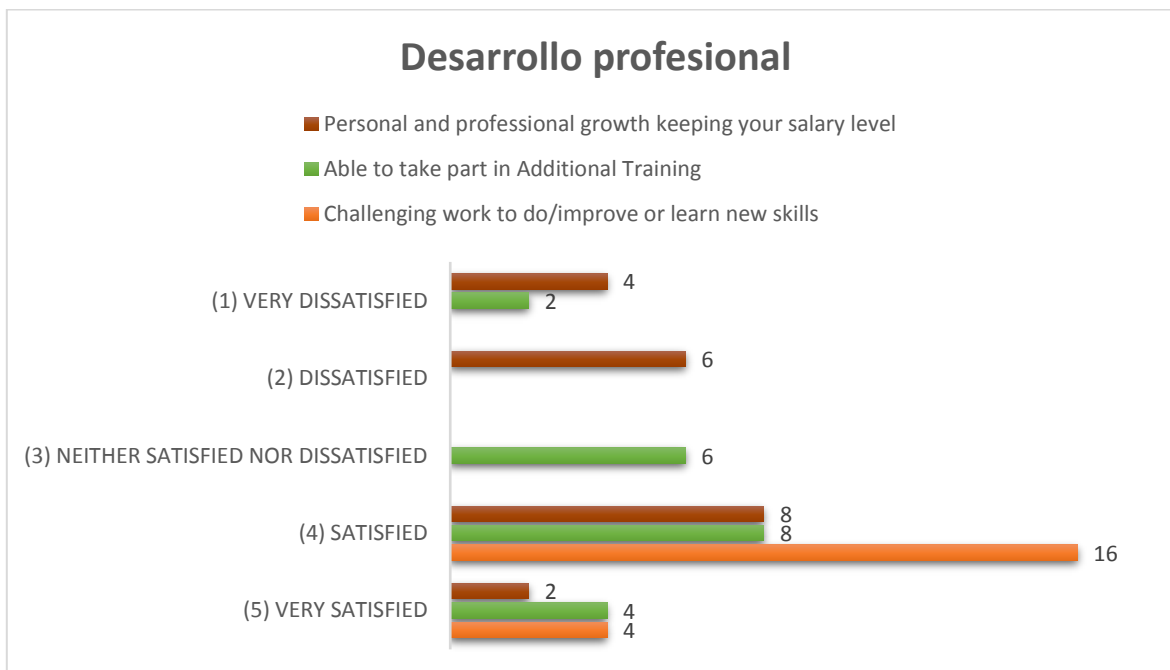 Desarrollo profesional
Personal and professional growth keeping your salary level
Able to take part in Additional Training
Challenging work to do/improve or learn new skills
(1) VERY DISSATISFIED
4
2
(2) DISSATISFIED
6
(3) NEITHER SATISFIED NOR DISSATISFIED
6
(4) SATISFIED
8
8
16
(5) VERY SATISFIED
2
4
4